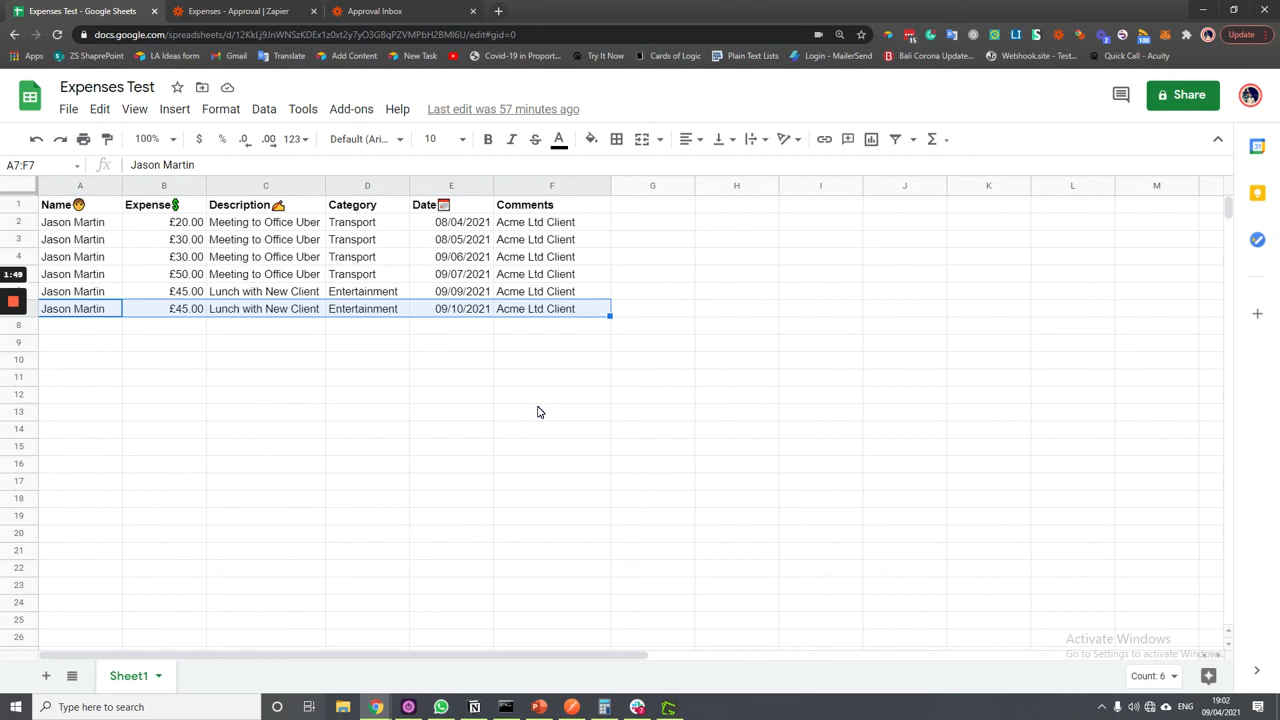 Expenses Test - Google Sheets
Expenses - Approval | Zapier
Approval Inbox
docs.google.com/spreadsheets/d/12KkLj9JnWNSzKDEx1z0xt2y7yO3GBqPZVMPbH2BMI6U/edit#gid=0
Update
Apps
ZS SharePoint
LA Ideas form
Gmail
Translate
Add Content
New Task
Covid-19 in Proport...
Try It Now
Cards of Logic
Plain Text Lists
Login - MailerSend
Bali Corona Update...
Webhook.site - Test...
Quick Call - Acuity
Expenses Test
File Edit View Insert Format Data Tools Add-ons Help Last edit was 57 minutes ago
Share
100% $ % .0 .00 123 Default (Ari... 10 B I S A
A7:F7 fx Jason Martin
A B C D E F G H I J K L M
1 Name Expense Description Category Date Comments
2 Jason Martin £20.00 Meeting to Office Uber Transport 08/04/2021 Acme Ltd Client
3 Jason Martin £30.00 Meeting to Office Uber Transport 08/05/2021 Acme Ltd Client
4 Jason Martin £30.00 Meeting to Office Uber Transport 09/06/2021 Acme Ltd Client
1:49 Jason Martin £50.00 Meeting to Office Uber Transport 09/07/2021 Acme Ltd Client
Jason Martin £45.00 Lunch with New Client Entertainment 09/09/2021 Acme Ltd Client
Jason Martin £45.00 Lunch with New Client Entertainment 09/10/2021 Acme Ltd Client
8
9
10
11
12
13
14
15
16
17
18
19
20
21
22
23
24
25
26
Activate Windows
Go to Settings to activate Windows.
Sheet1
Count: 6
Type here to search
ENG
19:02
09/04/2021